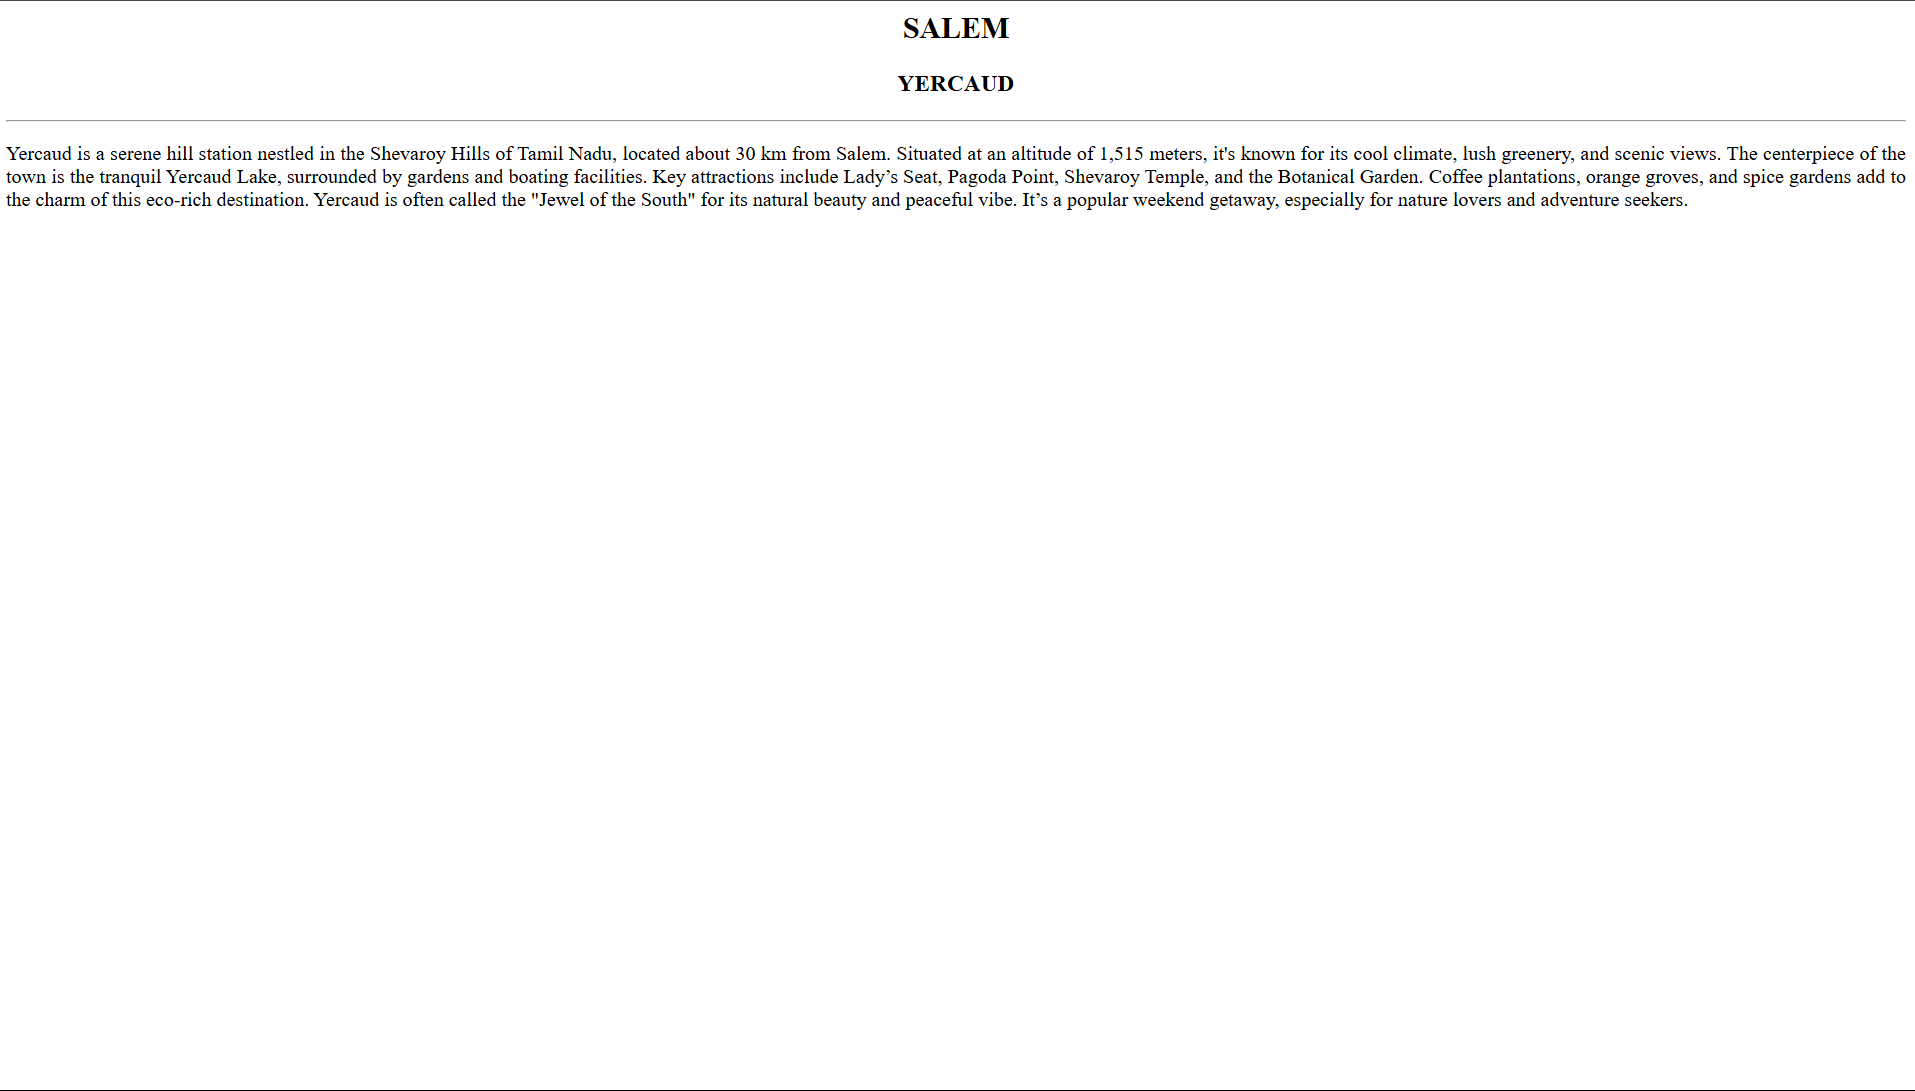 SALEM
YERCAUD
Yercaud is a serene hill station nestled in the Shevaroy Hills of Tamil Nadu, located about 30 km from Salem. Situated at an altitude of 1,515 meters, it's known for its cool climate, lush greenery, and scenic views. The centerpiece of the
town is the tranquil Yercaud Lake, surrounded by gardens and boating facilities. Key attractions include Lady’s Seat, Pagoda Point, Shevaroy Temple, and the Botanical Garden. Coffee plantations, orange groves, and spice gardens add to
the charm of this eco-rich destination. Yercaud is often called the "Jewel of the South" for its natural beauty and peaceful vibe. It’s a popular weekend getaway, especially for nature lovers and adventure seekers.